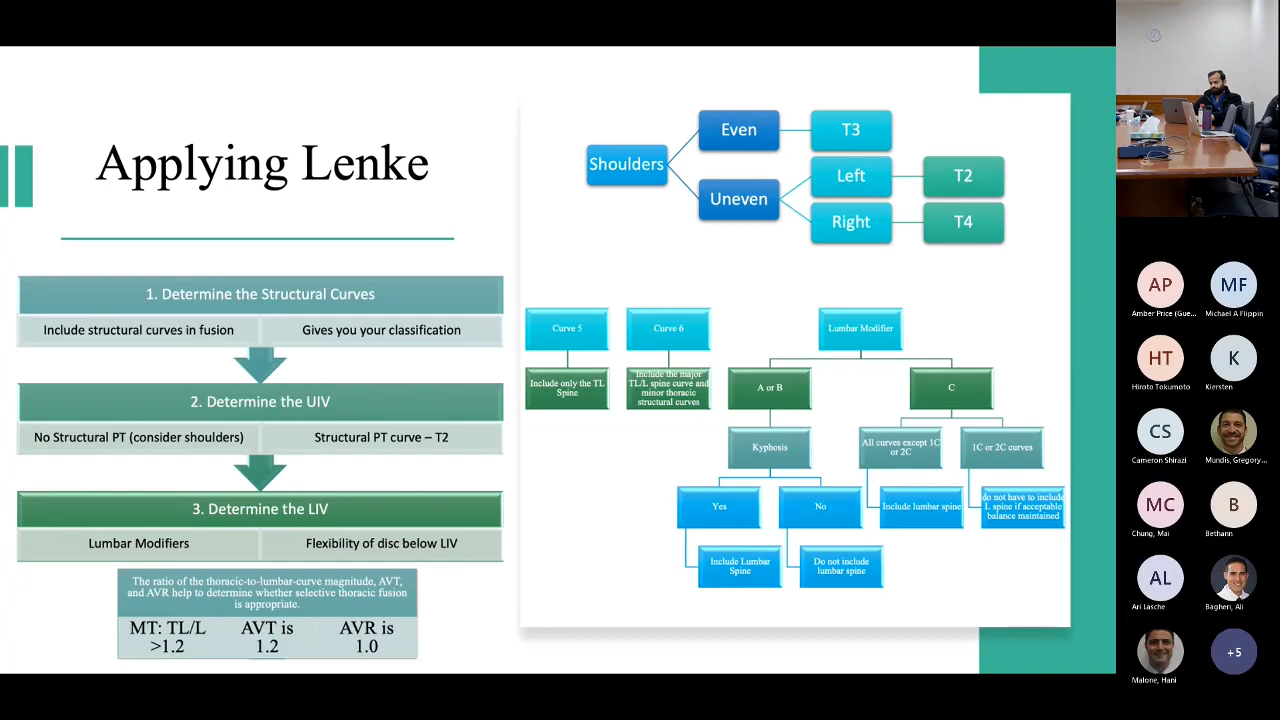 Applying Lenke
1. Determine the Structural Curves
Include structural curves in fusion
Gives you your classification
2. Determine the UIV
No Structural PT (consider shoulders)
Structural PT curve – T2
3. Determine the LIV
Lumbar Modifiers
Flexibility of disc below LIV
The ratio of the thoracic-to-lumbar-curve magnitude, AVT,
and AVR help to determine whether selective thoracic fusion
is appropriate.
MT: TL/L
>1.2
AVT is
1.2
AVR is
1.0
Shoulders
Even
T3
Uneven
Left
T2
Right
T4
Curve 5
Include only the TL
Spine
Curve 6
Include the major
TL/L spine curve and
minor thoracic
structural curves
Lumbar Modifier
A or B
C
Kyphosis
All curves except 1C
or 2C
1C or 2C curves
Yes
No
Include lumbar spine
do not have to include
L spine if acceptable
balance maintained
Include Lumbar
Spine
Do not include
lumbar spine
AP
Amber Price (Gue...
MF
Michael A Flippin
HT
Hiroto Tokumoto
K
Kiersten
CS
Cameron Shirazi
Mundis, Gregory...
MC
Chung, Mai
B
Bethann
AL
Ari Lasche
Bagheri, Ali
Malone, Hani
+5